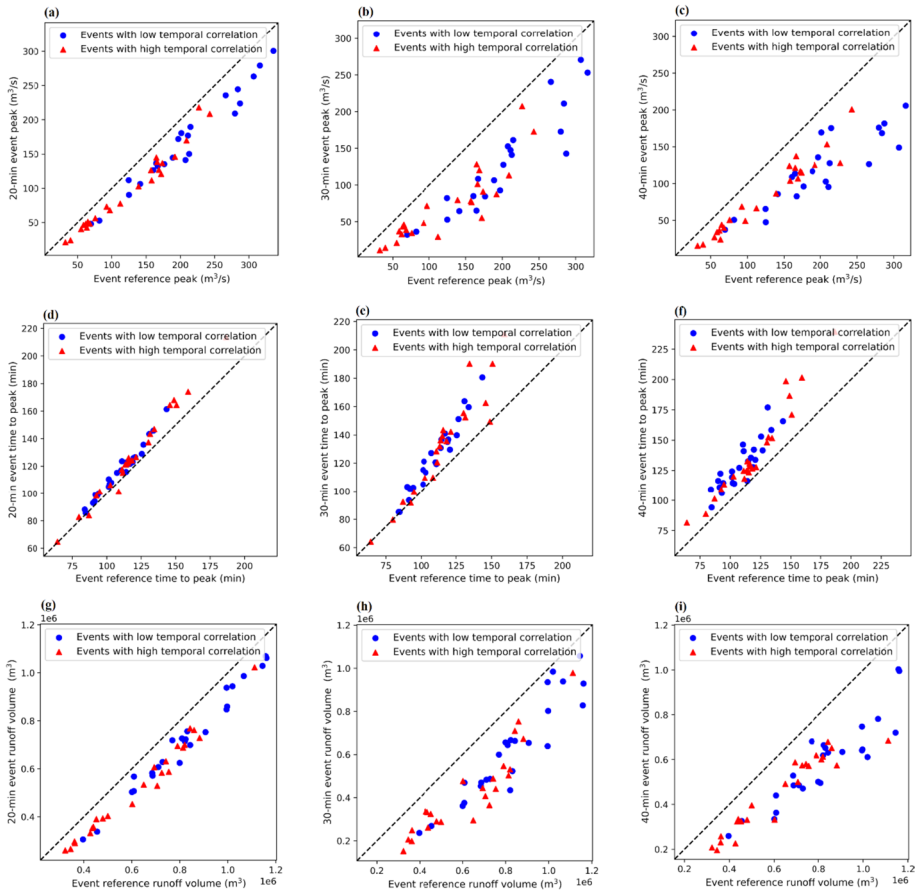 (a)
Events with low temporal correlation
Events with high temporal correlation
20-min event peak (m³/s)
300
250
200
150
100
50
50 100 150 200 250 300
Event reference peak (m³/s)
(b)
Events with low temporal correlation
Events with high temporal correlation
30-min event peak (m³/s)
300
250
200
150
100
50
50 100 150 200 250 300
Event reference peak (m³/s)
(c)
Events with low temporal correlation
Events with high temporal correlation
40-min event peak (m³/s)
300
250
200
150
100
50
50 100 150 200 250 300
Event reference peak (m³/s)
(d)
Events with low temporal correlation
Events with high temporal correlation
20-min event time to peak (min)
220
200
180
160
140
120
100
80
60
75 100 125 150 175 200
Event reference time to peak (min)
(e)
Events with low temporal correlation
Events with high temporal correlation
30-min event time to peak (min)
220
200
180
160
140
120
100
80
60
75 100 125 150 175 200
Event reference time to peak (min)
(f)
Events with low temporal correlation
Events with high temporal correlation
40-min event time to peak (min)
225
200
175
150
125
100
75
75 100 125 150 175 200 225
Event reference time to peak (min)
(g)
1e6
Events with low temporal correlation
Events with high temporal correlation
20-min event runoff volume (m³)
1.2
1.0
0.8
0.6
0.4
0.4 0.6 0.8 1.0 1.2
Event reference runoff volume (m³)
1e6
(h)
1e6
Events with low temporal correlation
Events with high temporal correlation
30-min event runoff volume (m³)
1.2
1.0
0.8
0.6
0.4
0.2
0.2 0.4 0.6 0.8 1.0 1.2
Event reference runoff volume (m³)
1e6
(i)
Events with low temporal correlation
Events with high temporal correlation
40-min event runoff volume (m³)
1.2
1.0
0.8
0.6
0.4
0.2
0.2 0.4 0.6 0.8 1.0 1.2
Event reference runoff volume (m³)
1e6